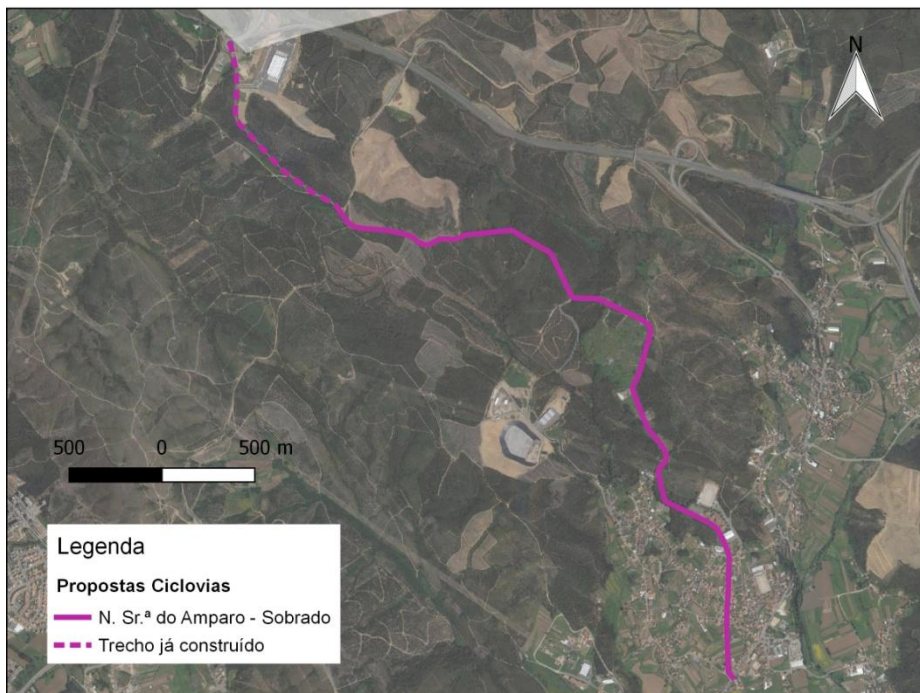 N
500 0 500 m
Legenda
Propostas Ciclovias
N. Sr.ª do Amparo - Sobrado
Trecho já construído